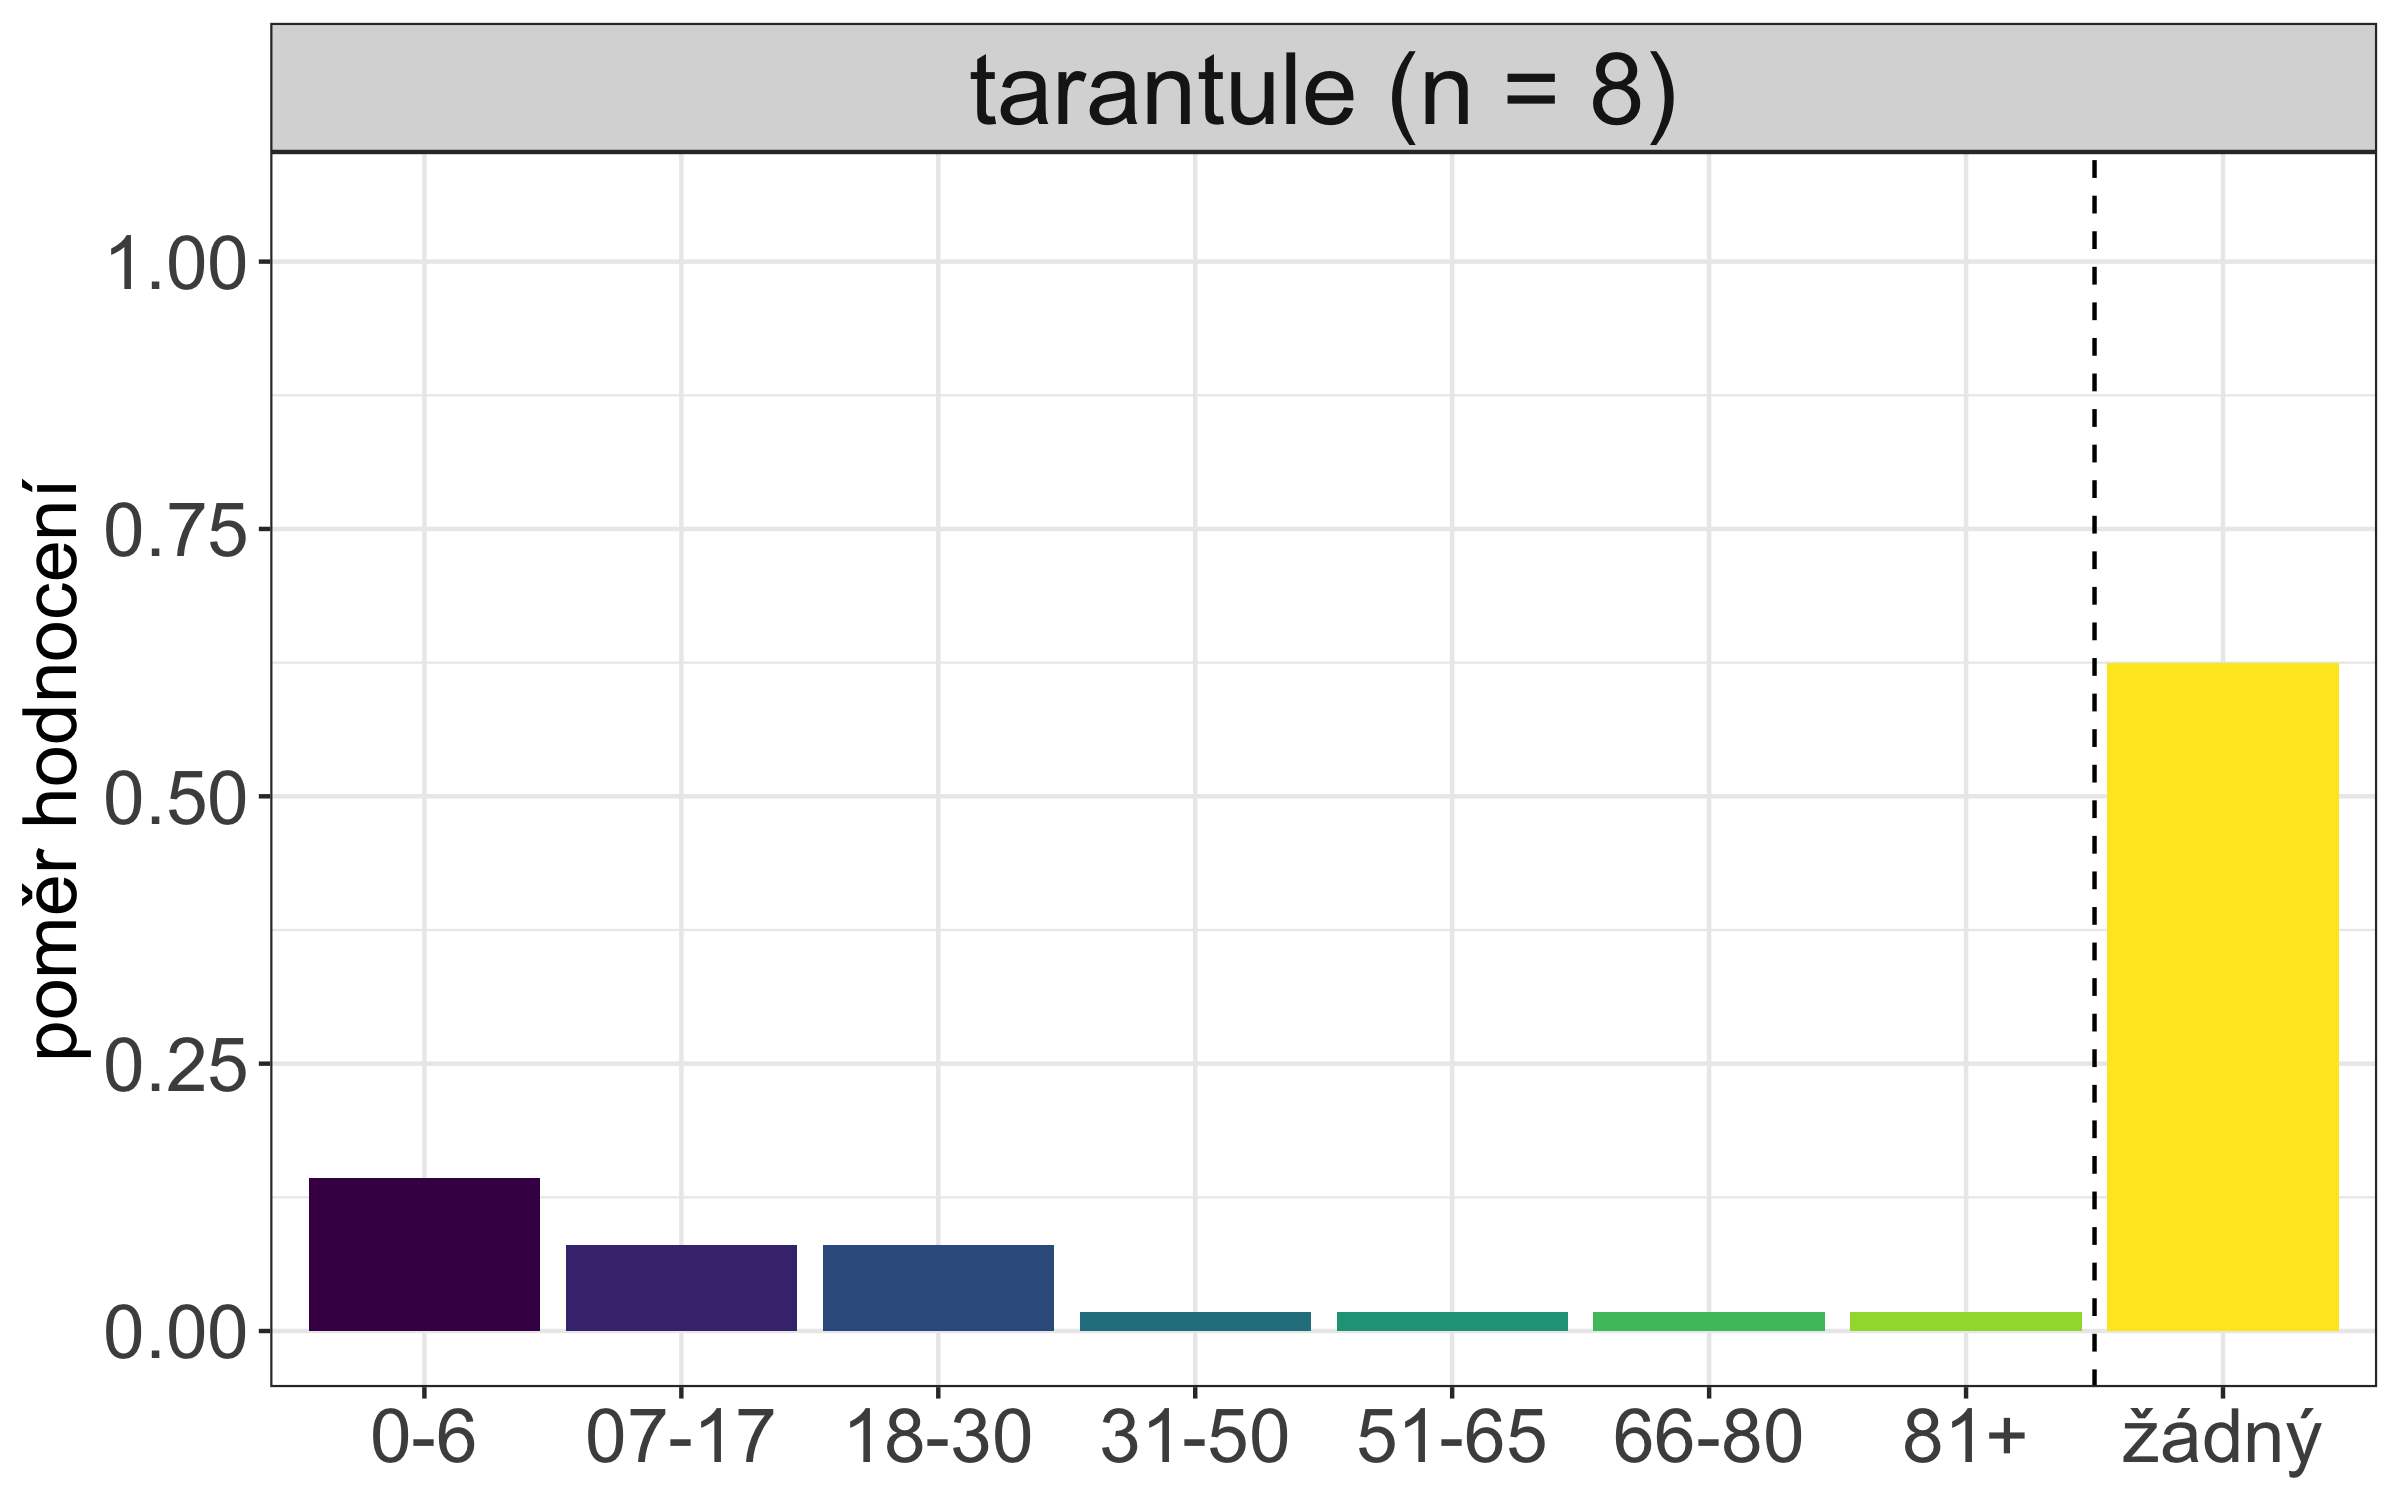 tarantule (n = 8)
poměr hodnocení
1.00
0.75
0.50
0.25
0.00
0-6 07-17 18-30 31-50 51-65 66-80 81+ žádný